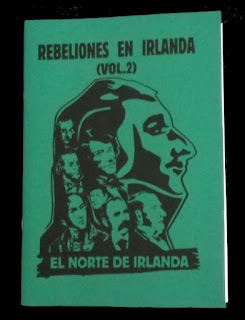 REBELIONES EN IRLANDA
(VOL.2)
EL NORTE DE IRLANDA